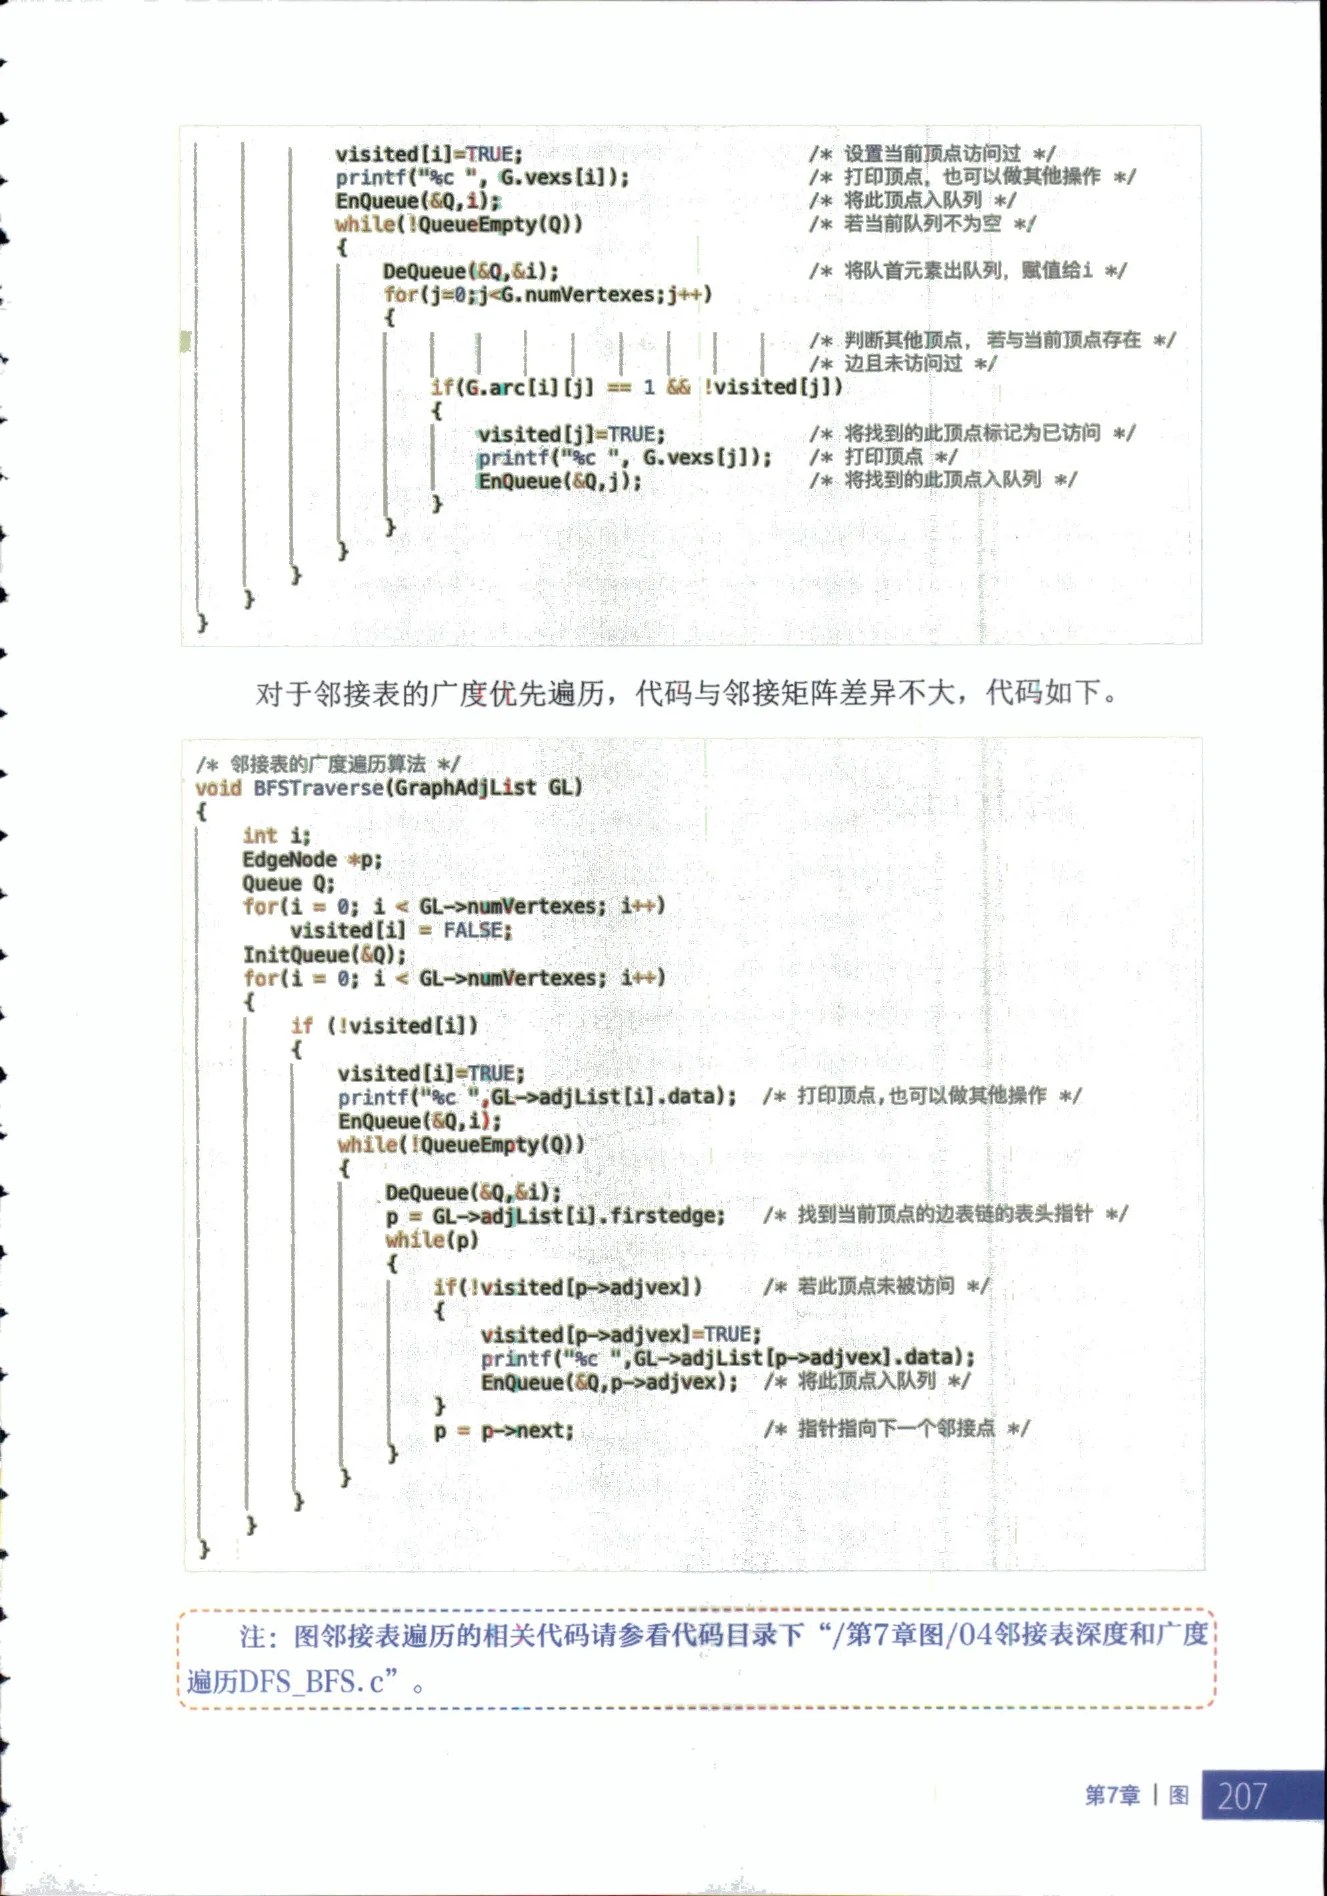 visited[i]=TRUE; /* 设置当前顶点访问过 */
printf("%c ", G.vexs[i]); /* 打印顶点，也可以做其他操作 */
EnQueue(&Q,i); /* 将此顶点入队列 */
while(!QueueEmpty(Q)) /* 若当前队列不为空 */
{
DeQueue(&Q,&i); /* 将队首元素出队列，赋值给i */
for(j=0;j<G.numVertexes;j++)
{
/* 判断其他顶点，若与当前顶点存在 */
/* 边且未访问过 */
if(G.arc[i][j] == 1 && !visited[j])
{
visited[j]=TRUE; /* 将找到的此顶点标记为已访问 */
printf("%c ", G.vexs[j]); /* 打印顶点 */
EnQueue(&Q,j); /* 将找到的此顶点入队列 */
}
}
}
}
}
}
对于邻接表的广度优先遍历，代码与邻接矩阵差异不大，代码如下。
/* 邻接表的广度遍历算法 */
void BFSTraverse(GraphAdjList GL)
{
int i;
EdgeNode *p;
Queue Q;
for(i = 0; i < GL->numVertexes; i++)
visited[i] = FALSE;
InitQueue(&Q);
for(i = 0; i < GL->numVertexes; i++)
{
if (!visited[i])
{
visited[i]=TRUE;
printf("%c ",GL->adjList[i].data); /* 打印顶点,也可以做其他操作 */
EnQueue(&Q,i);
while(!QueueEmpty(Q))
{
DeQueue(&Q,&i);
p = GL->adjList[i].firstedge; /* 找到当前顶点的边表链的表头指针 */
while(p)
{
if(!visited[p->adjvex]) /* 若此顶点未被访问 */
{
visited[p->adjvex]=TRUE;
printf("%c ",GL->adjList[p->adjvex].data);
EnQueue(&Q,p->adjvex); /* 将此顶点入队列 */
}
p = p->next; /* 指针指向下一个邻接点 */
}
}
}
}
}
注：图邻接表遍历的相关代码请参看代码目录下“/第7章图/04邻接表深度和广度
遍历DFS_BFS.c”。
第7章 | 图 207